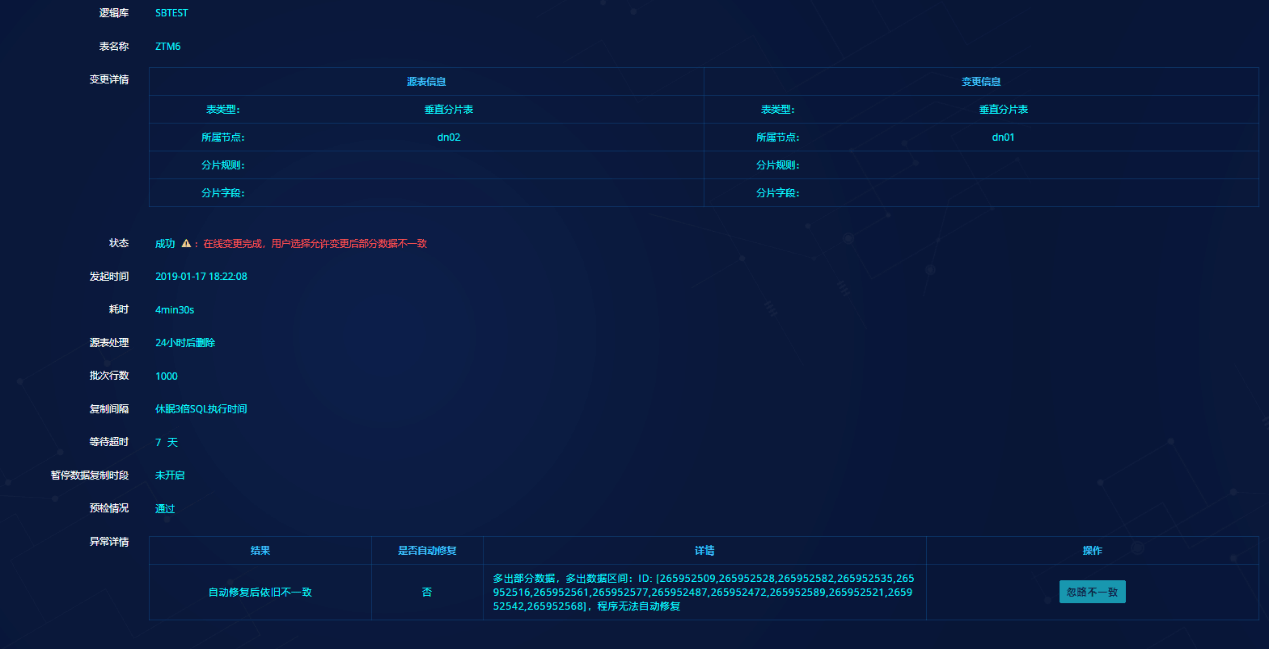 逻辑库 SBTEST
表名称 ZTM6
变更详情 源表信息 变更信息
表类型： 垂直分片表 表类型： 垂直分片表
所属节点： dn02 所属节点： dn01
分片规则： 分片规则：
分片字段： 分片字段：
状态 成功 ：在线变更完成，用户选择允许变更后部分数据不一致
发起时间 2019-01-17 18:22:08
耗时 4min30s
源表处理 24小时后删除
批次行数 1000
复制间隔 休眠3倍SQL执行时间
等待超时 7 天
暂停数据复制时段 未开启
预检情况 通过
异常详情 结果 是否自动修复 详情 操作
自动修复后依旧不一致 否 多出部分数据，多出数据区间：ID: [265952509,265952528,265952582,265952535,265
952516,265952561,265952577,265952487,265952472,265952589,265952521,2659
52542,265952568]，程序无法自动修复 忽略不一致